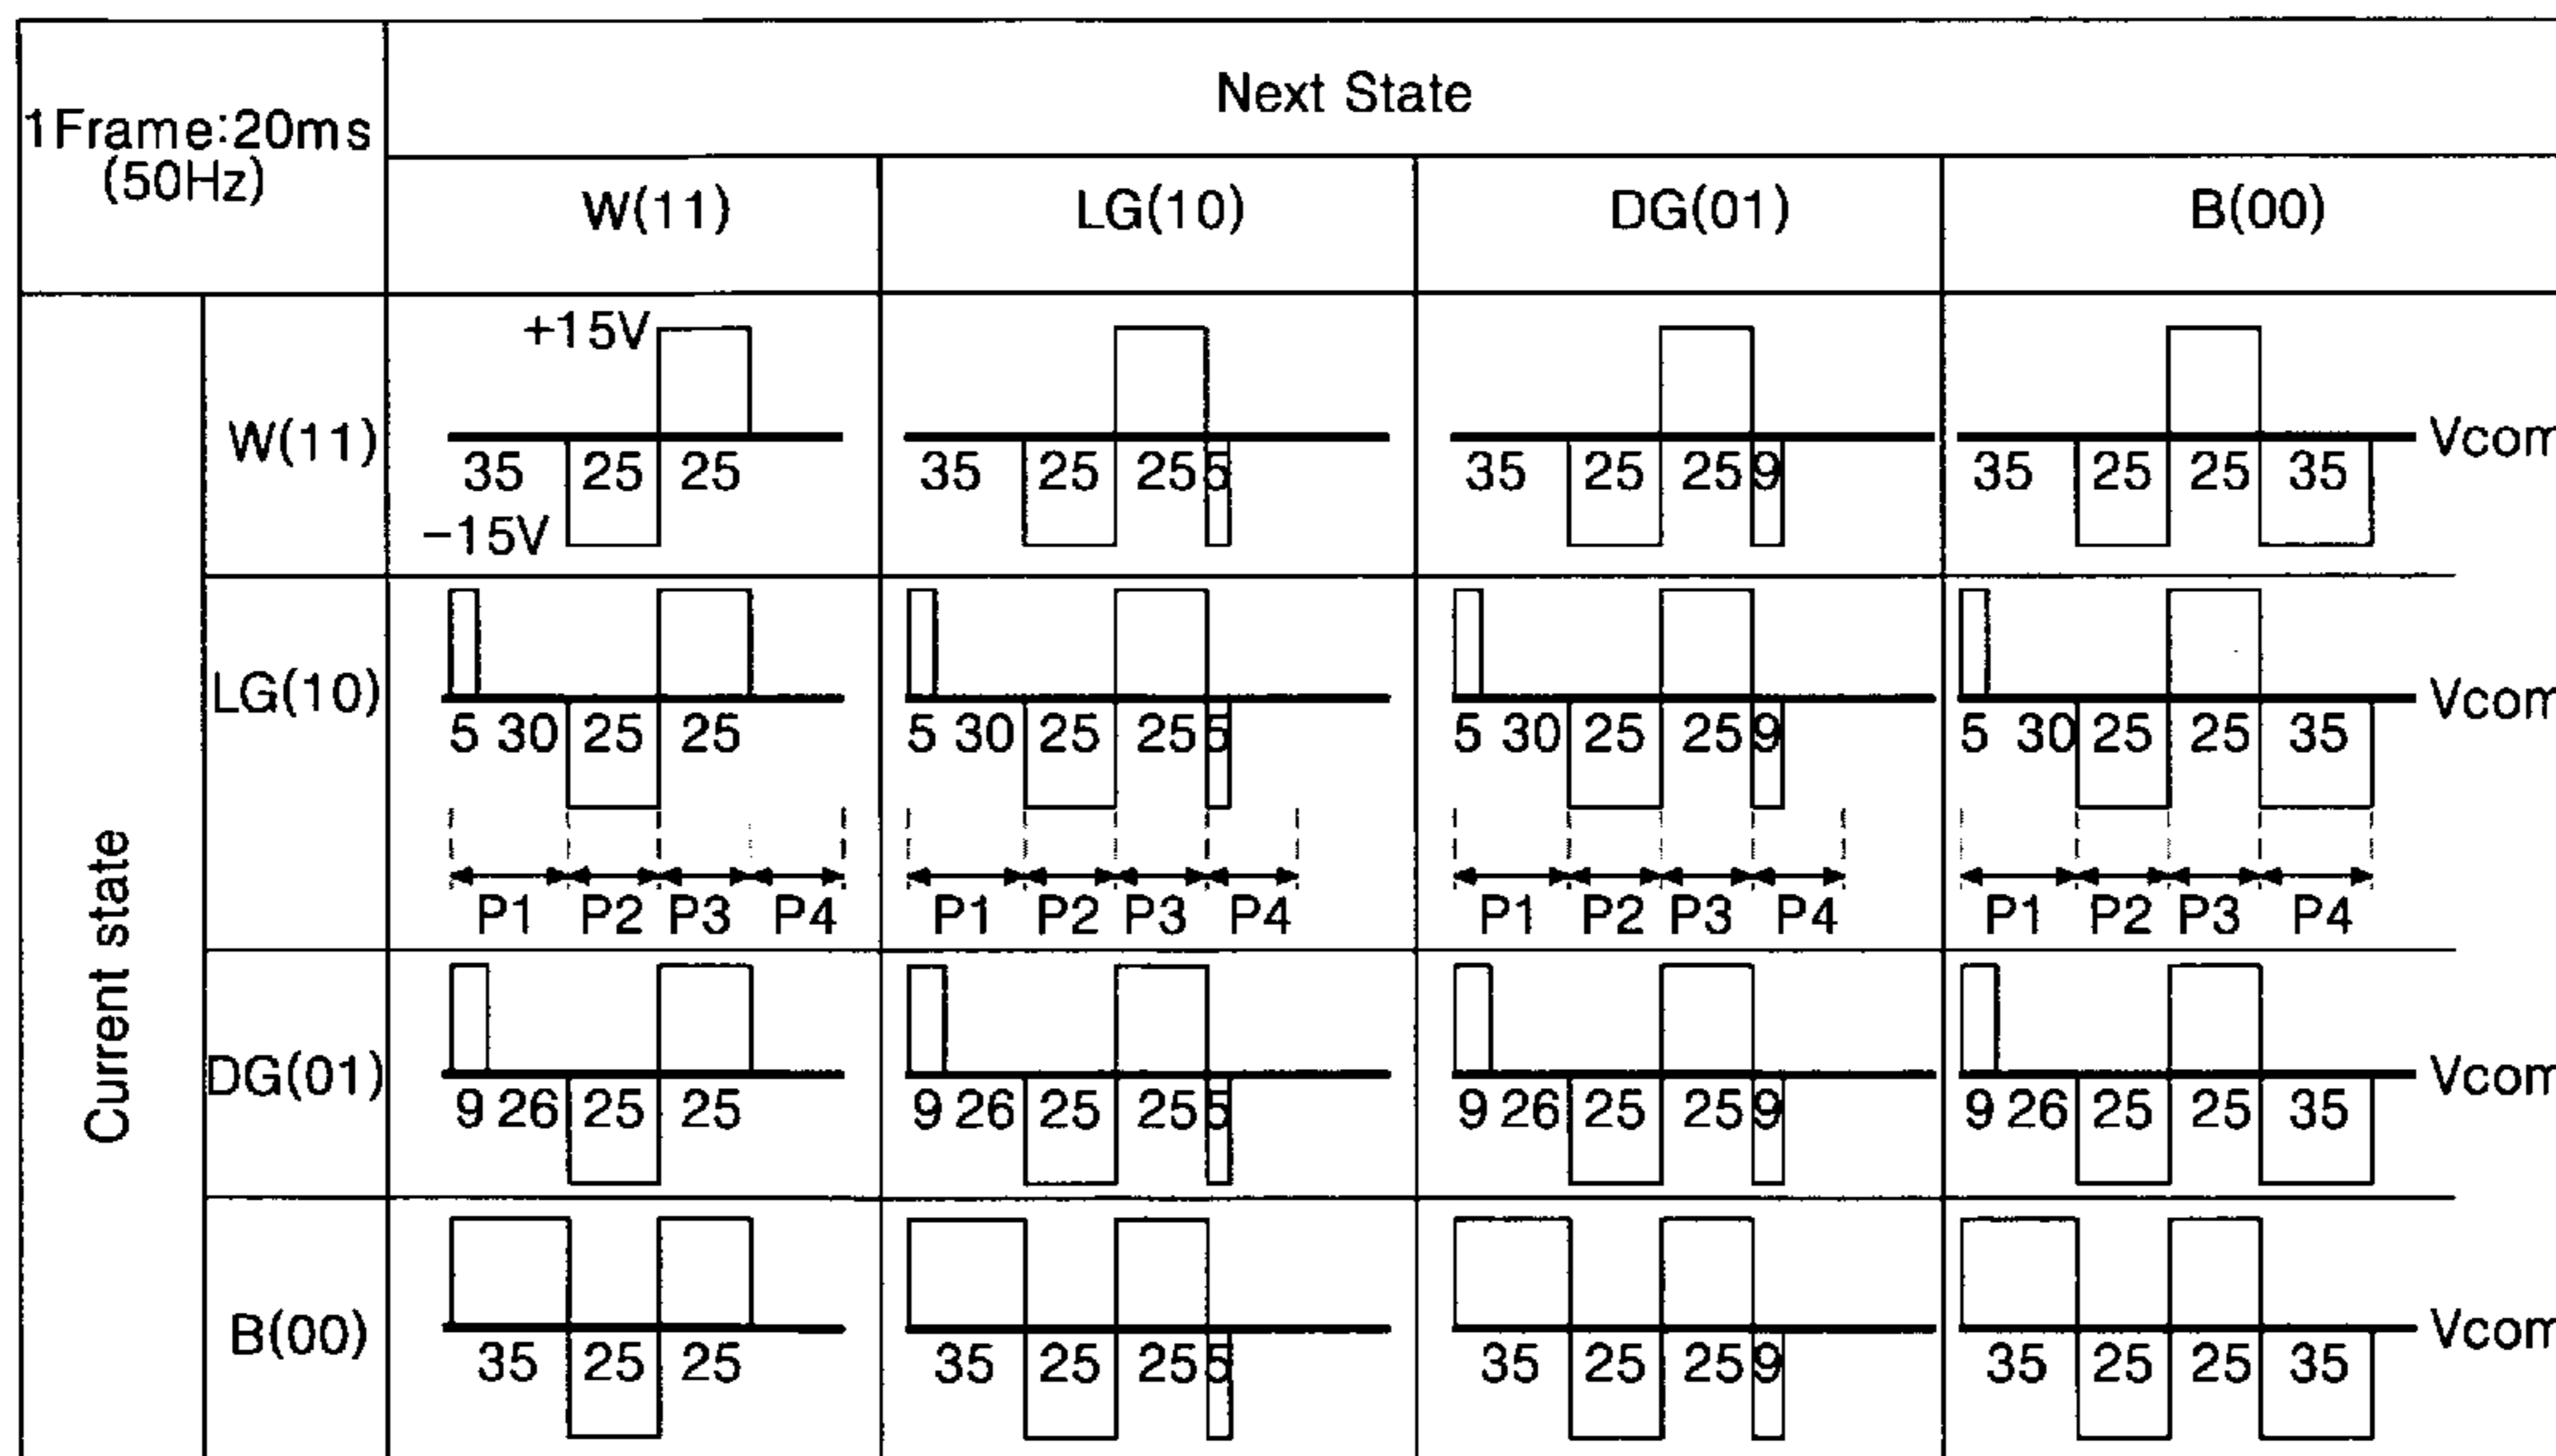 1Frame:20ms
(50Hz)
Next State
W(11) LG(10) DG(01) B(00)
Current state
W(11)
+15V
-15V
35 25 25
35 25 25 5
35 25 25 9
35 25 25 35
Vcom
LG(10)
5 30 25 25
5 30 25 25 5
5 30 25 25 9
5 30 25 25 35
Vcom
P1 P2 P3 P4
P1 P2 P3 P4
P1 P2 P3 P4
P1 P2 P3 P4
DG(01)
9 26 25 25
9 26 25 25 5
9 26 25 25 9
9 26 25 25 35
Vcom
B(00)
35 25 25
35 25 25 5
35 25 25 9
35 25 25 35
Vcom